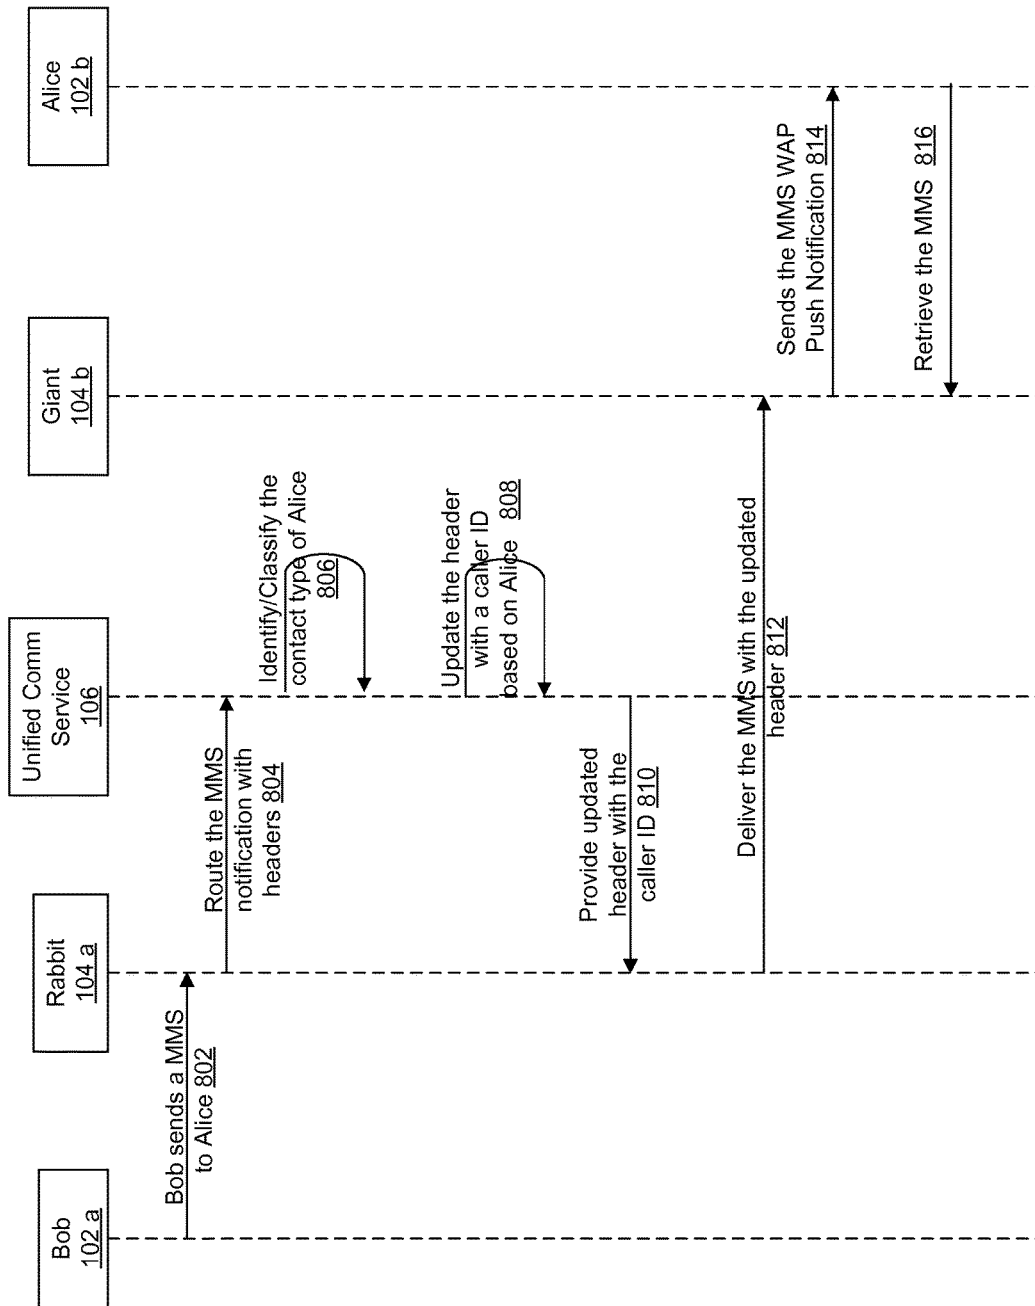 Bob
102 a
Rabbit
104 a
Unified Comm
Service
106
Giant
104 b
Alice
102 b
Bob sends a MMS
to Alice 802
Route the MMS
notification with
headers 804
Identify/Classify the
contact type of Alice
806
Update the header
with a caller ID
based on Alice 808
Provide updated
header with the
caller ID 810
Deliver the MMS with the updated
header 812
Sends the MMS WAP
Push Notification 814
Retrieve the MMS 816